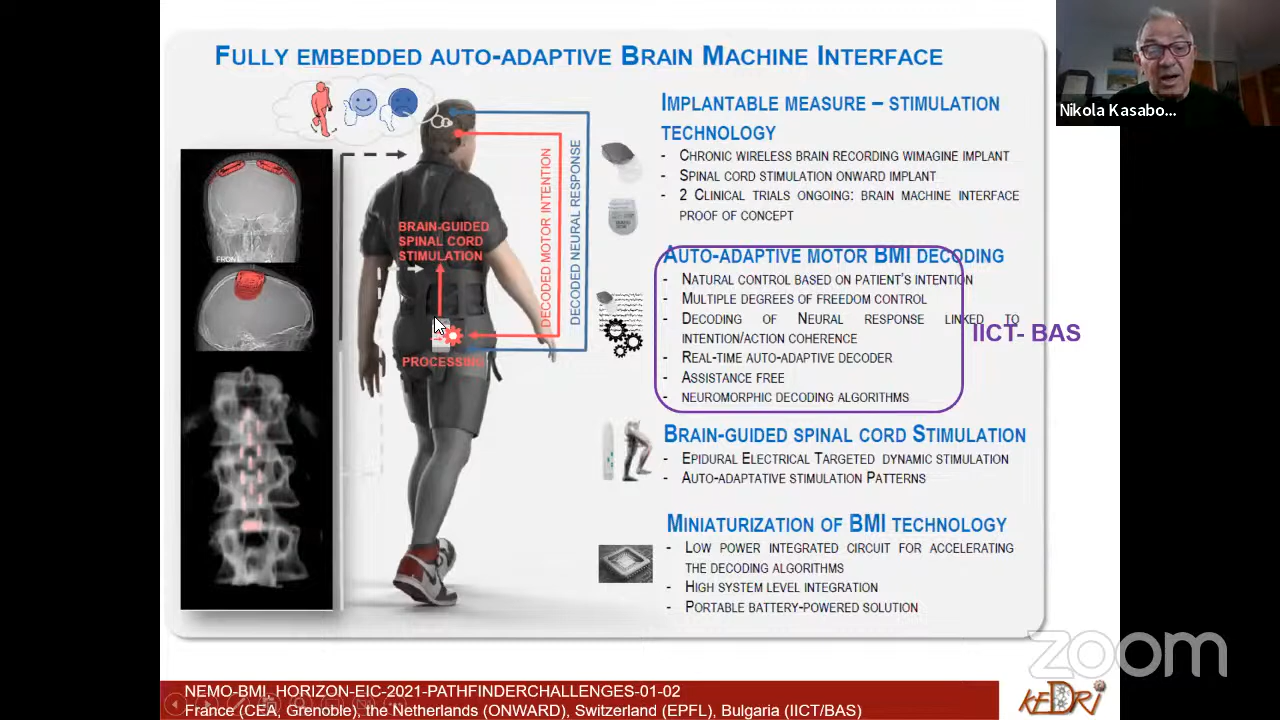 FULLY EMBEDDED AUTO-ADAPTIVE BRAIN MACHINE INTERFACE
Nikola Kasabo...
IMPLANTABLE MEASURE – STIMULATION
TECHNOLOGY
- CHRONIC WIRELESS BRAIN RECORDING WIMAGINE IMPLANT
- SPINAL CORD STIMULATION ONWARD IMPLANT
- 2 CLINICAL TRIALS ONGOING: BRAIN MACHINE INTERFACE
PROOF OF CONCEPT
FRONT
BRAIN-GUIDED
SPINAL CORD
STIMULATION
DECODED MOTOR INTENTION
DECODED NEURAL RESPONSE
PROCESSING
AUTO-ADAPTIVE MOTOR BMI DECODING
- NATURAL CONTROL BASED ON PATIENT'S INTENTION
- MULTIPLE DEGREES OF FREEDOM CONTROL
- DECODING OF NEURAL RESPONSE LINKED TO
INTENTION/ACTION COHERENCE
- REAL-TIME AUTO-ADAPTIVE DECODER
- ASSISTANCE FREE
- NEUROMORPHIC DECODING ALGORITHMS
IICT- BAS
BRAIN-GUIDED SPINAL CORD STIMULATION
- EPIDURAL ELECTRICAL TARGETED DYNAMIC STIMULATION
- AUTO-ADAPTATIVE STIMULATION PATTERNS
MINIATURIZATION OF BMI TECHNOLOGY
- LOW POWER INTEGRATED CIRCUIT FOR ACCELERATING
THE DECODING ALGORITHMS
- HIGH SYSTEM LEVEL INTEGRATION
- PORTABLE BATTERY-POWERED SOLUTION
zoom
NEMO-BMI, HORIZON-EIC-2021-PATHFINDERCHALLENGES-01-02
France (CEA, Grenoble), the Netherlands (ONWARD), Switzerland (EPFL), Bulgaria (IICT/BAS)
KEDRI